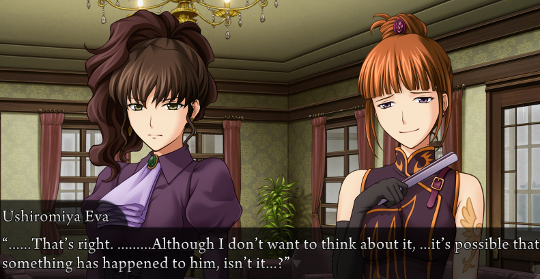 Ushiromiya Eva
“......That’s right. .........Although I don’t want to think about it, ...it’s possible that
something has happened to him, isn’t it...?”